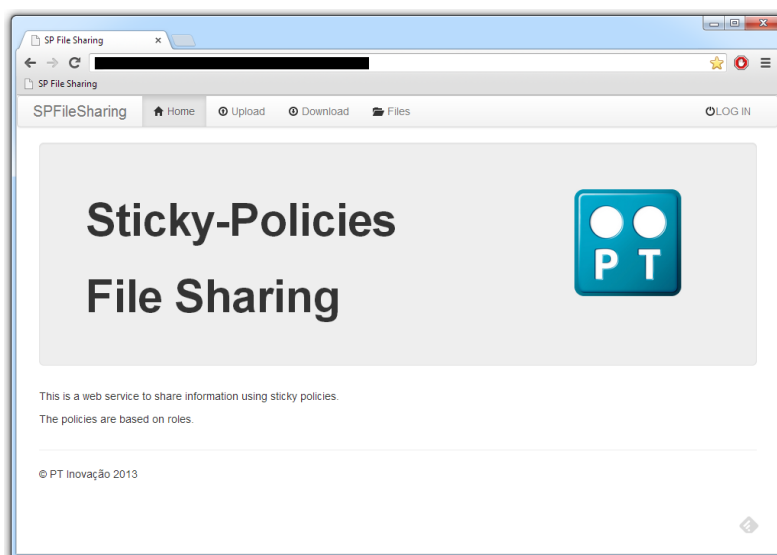 SP File Sharing
SP File Sharing
SPFileSharing Home Upload Download Files LOG IN
Sticky-Policies
File Sharing
PT
This is a web service to share information using sticky policies.
The policies are based on roles.
© PT Inovação 2013